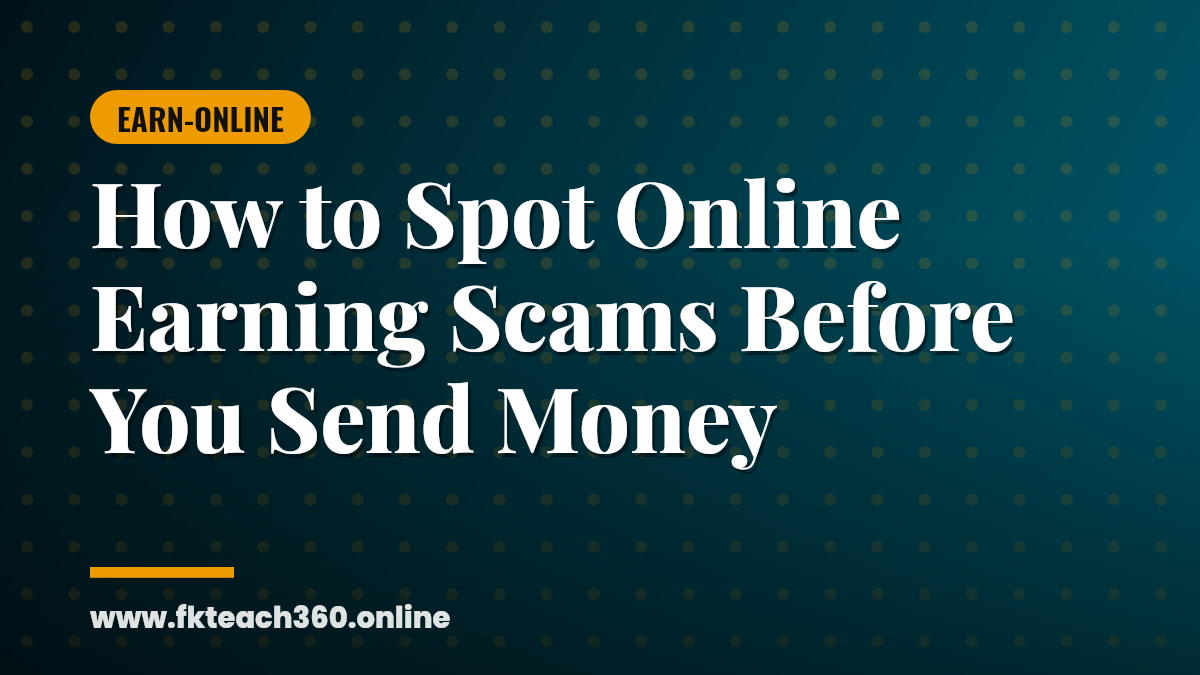 EARN-ONLINE
How to Spot Online
Earning Scams Before
You Send Money
www.fkteach360.online